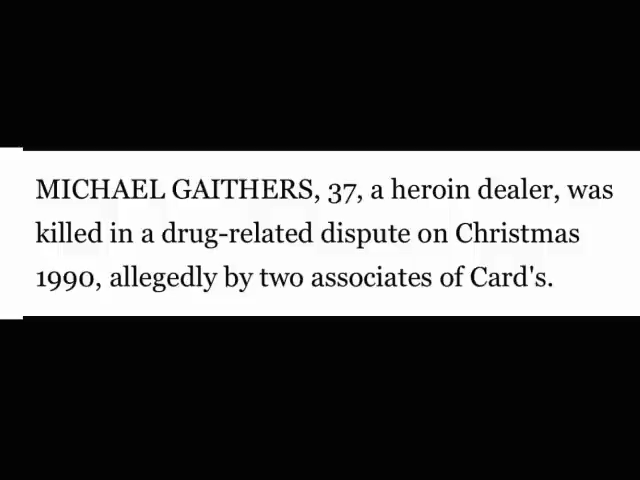 MICHAEL GAITHERS, 37, a heroin dealer, was
killed in a drug-related dispute on Christmas
1990, allegedly by two associates of Card's.